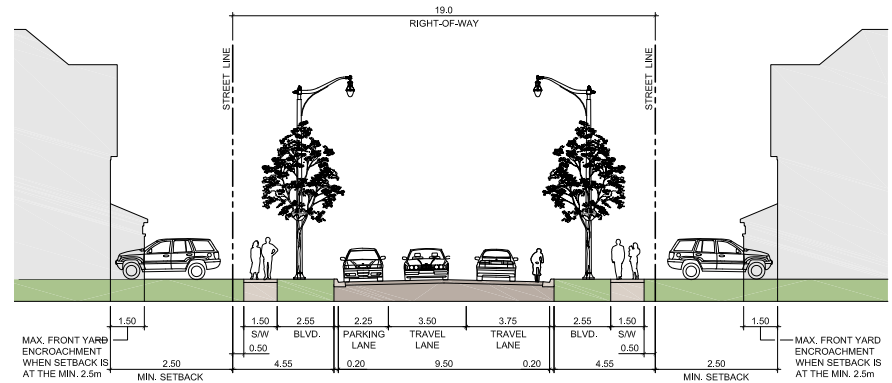 19.0
RIGHT-OF-WAY
STREET LINE
STREET LINE
1.50
1.50
2.55
2.25
3.50
3.75
2.55
1.50
1.50
S/W
BLVD.
PARKING
LANE
TRAVEL
LANE
TRAVEL
LANE
BLVD.
S/W
0.50
0.50
MAX. FRONT YARD
ENCROACHMENT
WHEN SETBACK IS
AT THE MIN. 2.5m
2.50
MIN. SETBACK
4.55
0.20
9.50
0.20
4.55
2.50
MIN. SETBACK
MAX. FRONT YARD
ENCROACHMENT
WHEN SETBACK IS
AT THE MIN. 2.5m